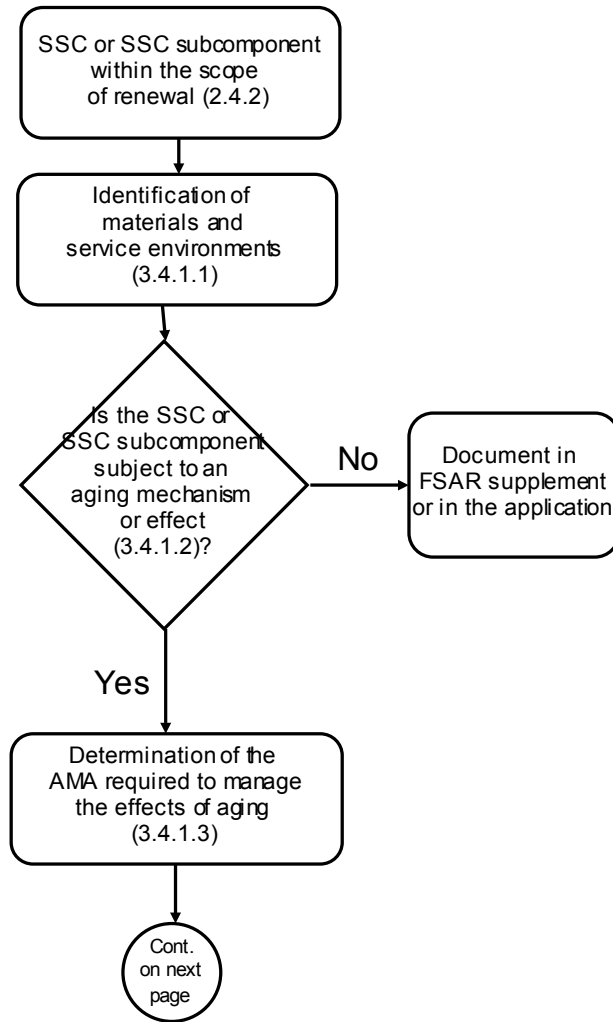 SSC or SSC subcomponent
within the scope
of renewal (2.4.2)
Identification of
materials and
service environments
(3.4.1.1)
Is the SSC or
SSC subcomponent
subject to an
aging mechanism
or effect
(3.4.1.2)?
No
Document in
FSAR supplement
or in the application
Yes
Determination of the
AMA required to manage
the effects of aging
(3.4.1.3)
Cont.
on next
page